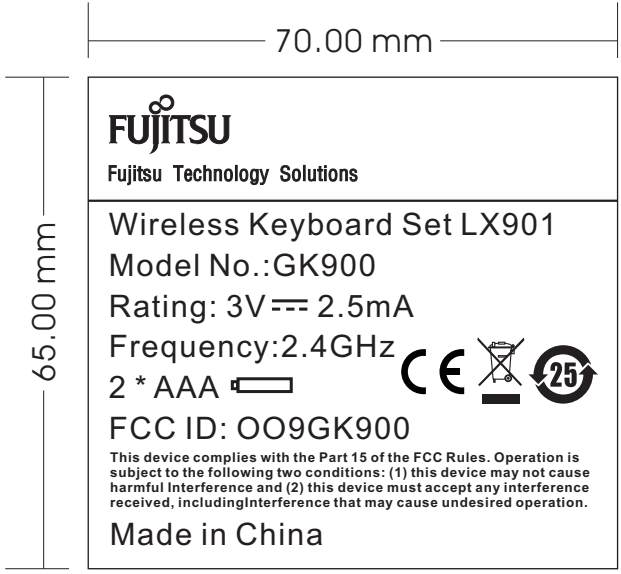 70.00 mm
65.00 mm
FUJITSU
Fujitsu Technology Solutions
Wireless Keyboard Set LX901
Model No.:GK900
Rating: 3V⎓ 2.5mA
Frequency:2.4GHz
2 * AAA
CE
25
FCC ID: OO9GK900
This device complies with the Part 15 of the FCC Rules. Operation is
subject to the following two conditions: (1) this device may not cause
harmful Interference and (2) this device must accept any interference
received, includingInterference that may cause undesired operation.
Made in China